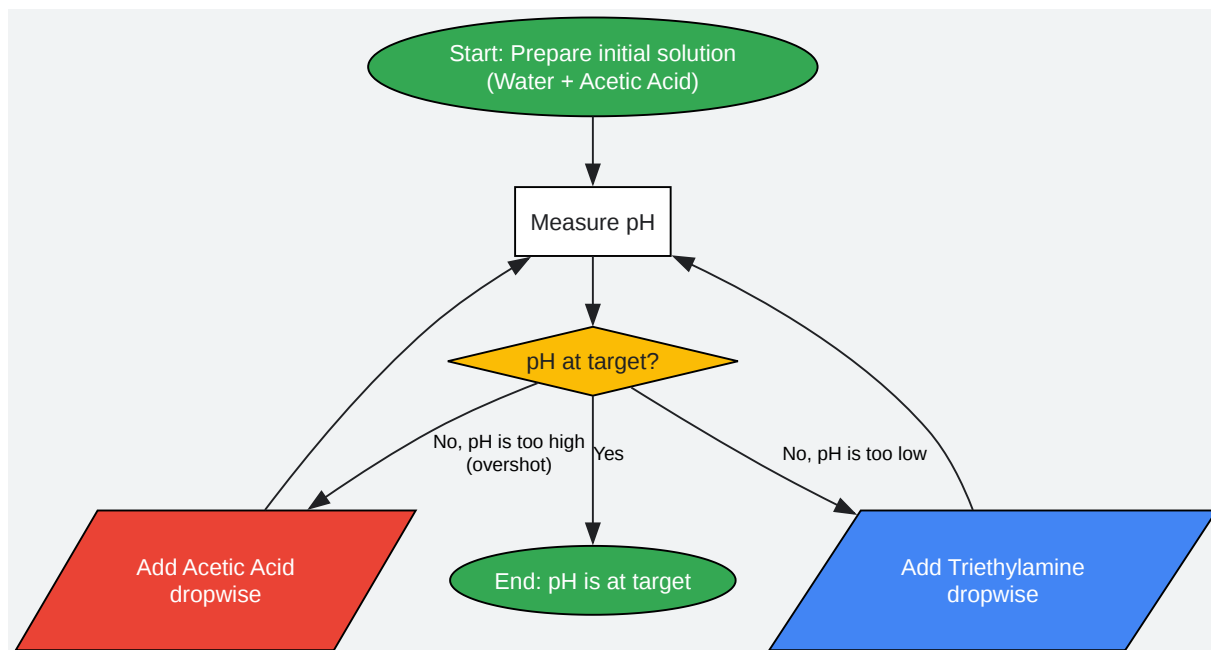 Start: Prepare initial solution
(Water + Acetic Acid)
Measure pH
pH at target?
No, pH is too high
(overshot)
Yes
No, pH is too low
Add Acetic Acid
dropwise
End: pH is at target
Add Triethylamine
dropwise